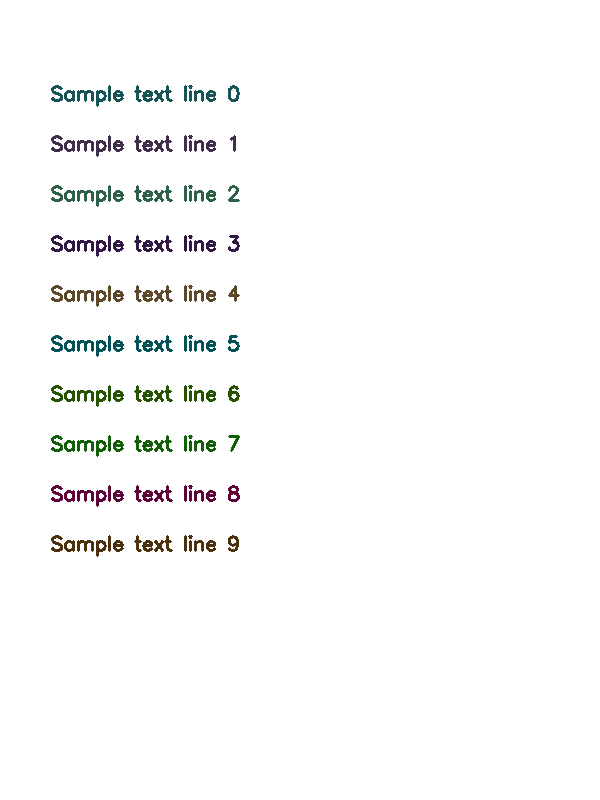 Sample text line 0
Sample text line 1
Sample text line 2
Sample text line 3
Sample text line 4
Sample text line 5
Sample text line 6
Sample text line 7
Sample text line 8
Sample text line 9